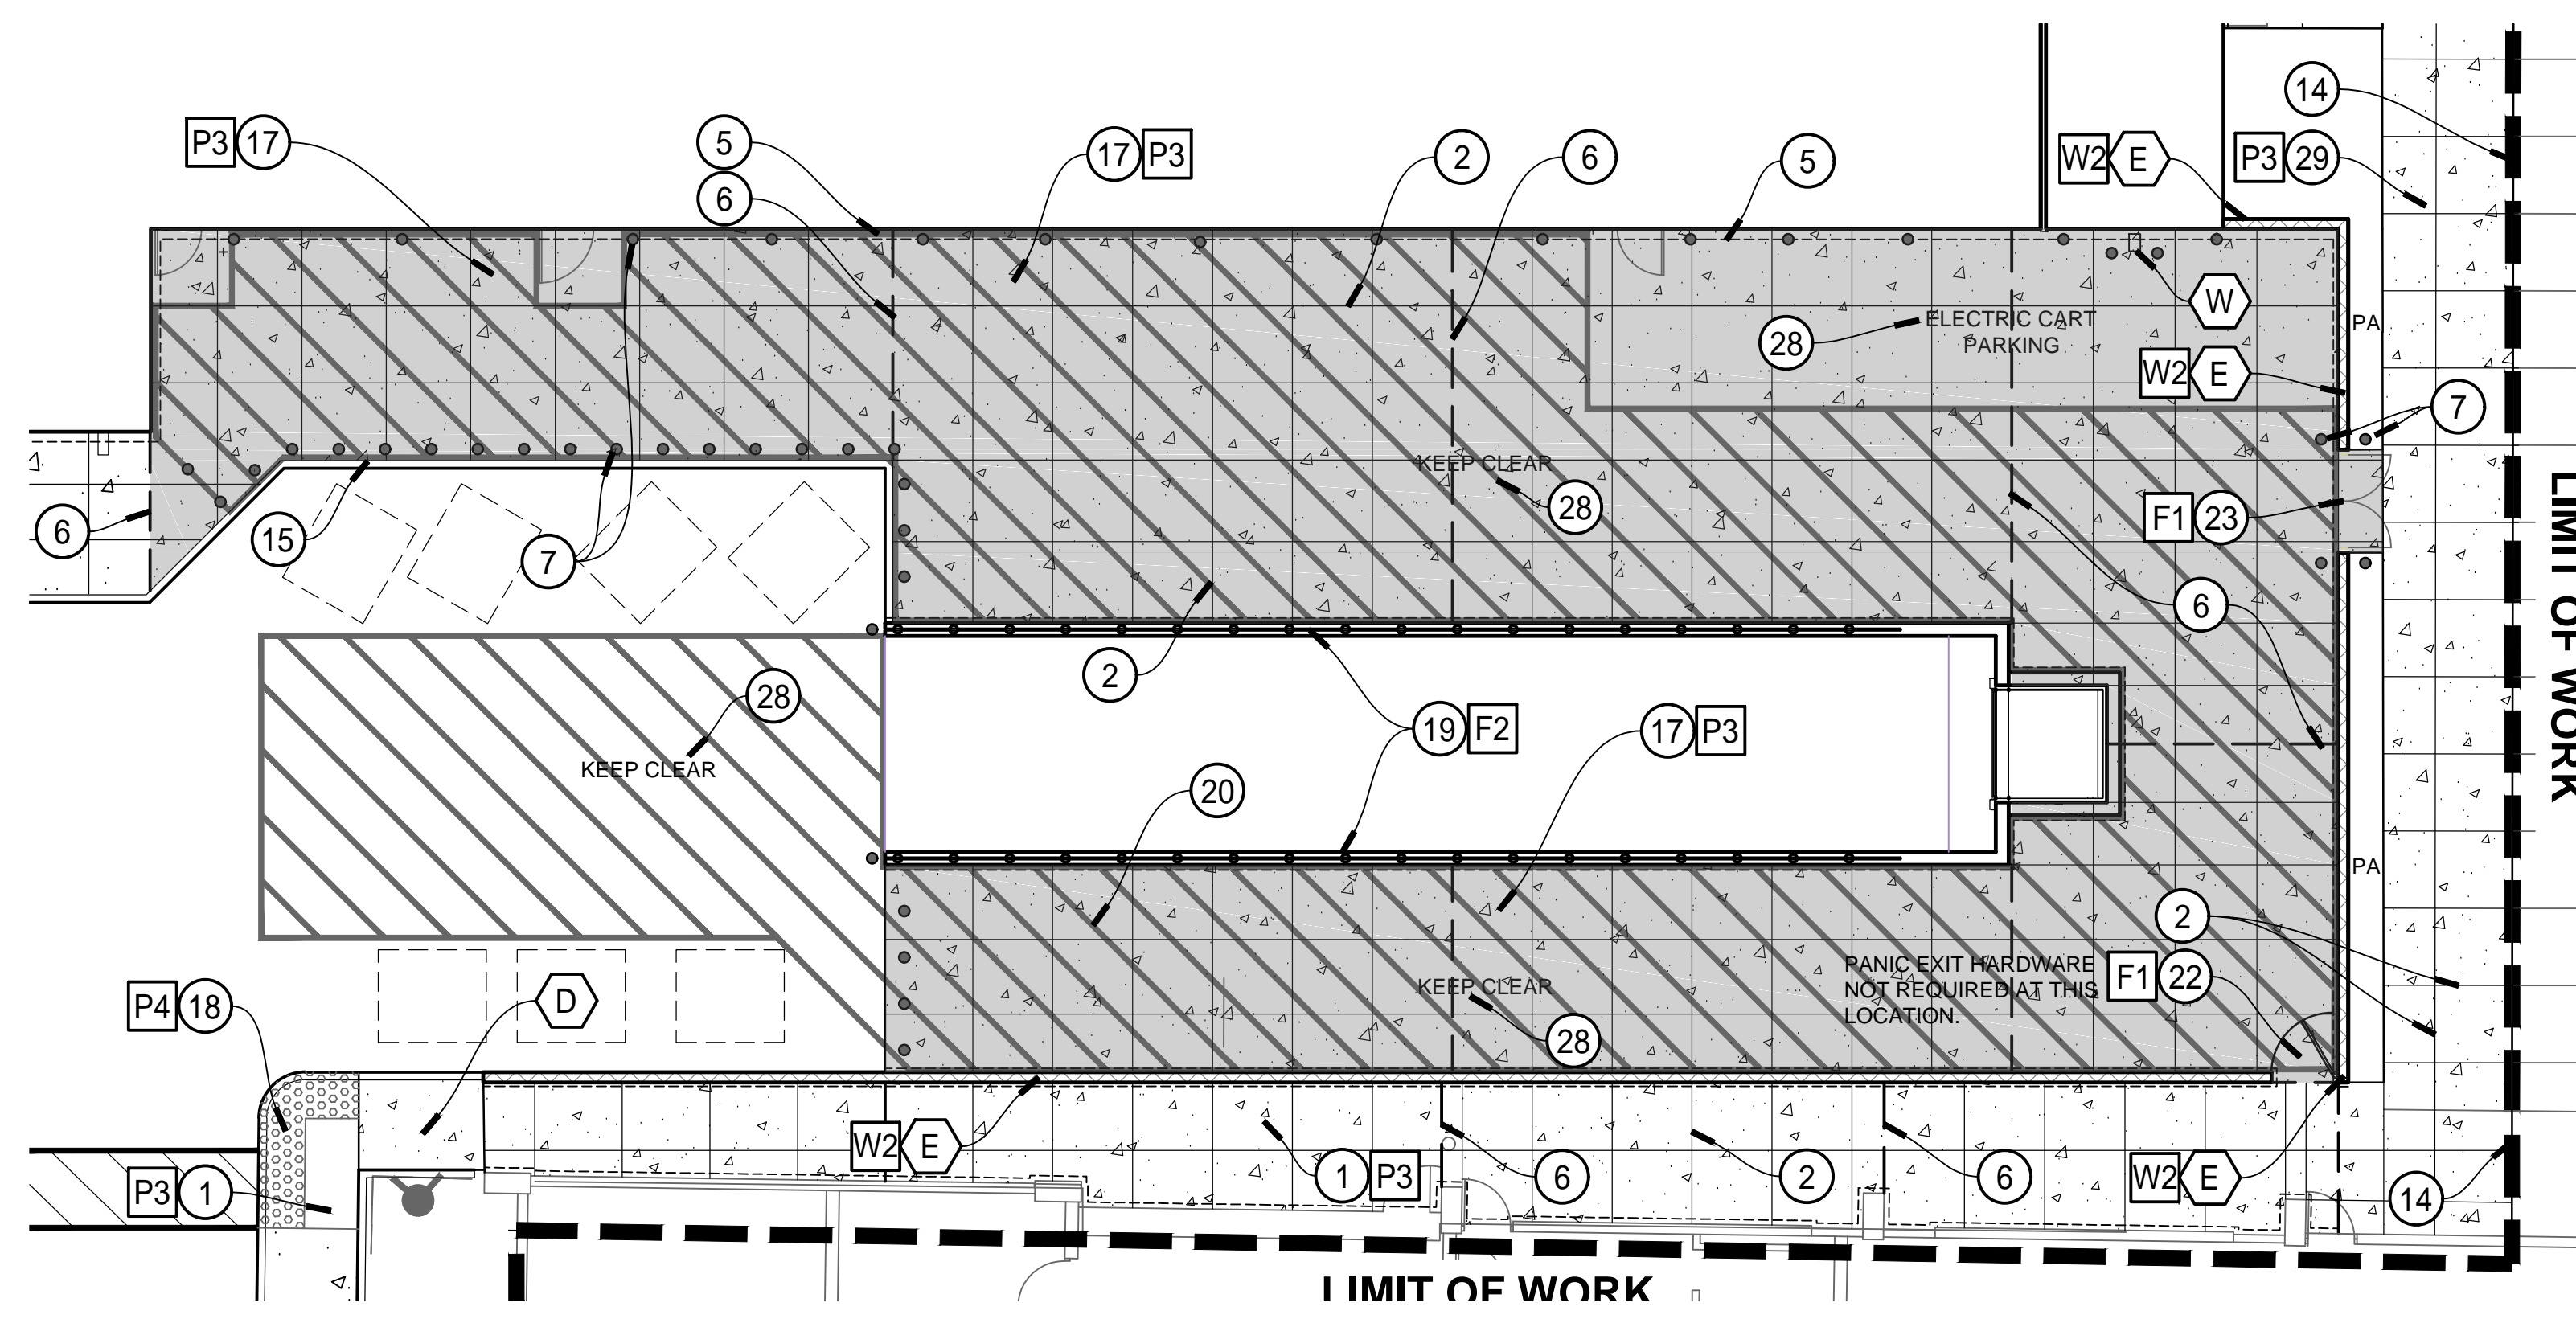 14
P3 17
5
17 P3
2
6
5
W2 E
P3 29
6
W
28
ELECTRIC CART
PARKING
PA
W2 E
7
KEEP CLEAR
28
F1 23
6
15
7
6
2
28
KEEP CLEAR
19 F2
17 P3
20
PA
2
PANIC EXIT HARDWARE
NOT REQUIRED AT THIS
LOCATION.
F1 22
KEEP CLEAR
28
P4 18
D
W2 E
P3 1
1 P3
6
2
6
W2 E
14
LIMIT OF WORK
LIMIT OF WORK